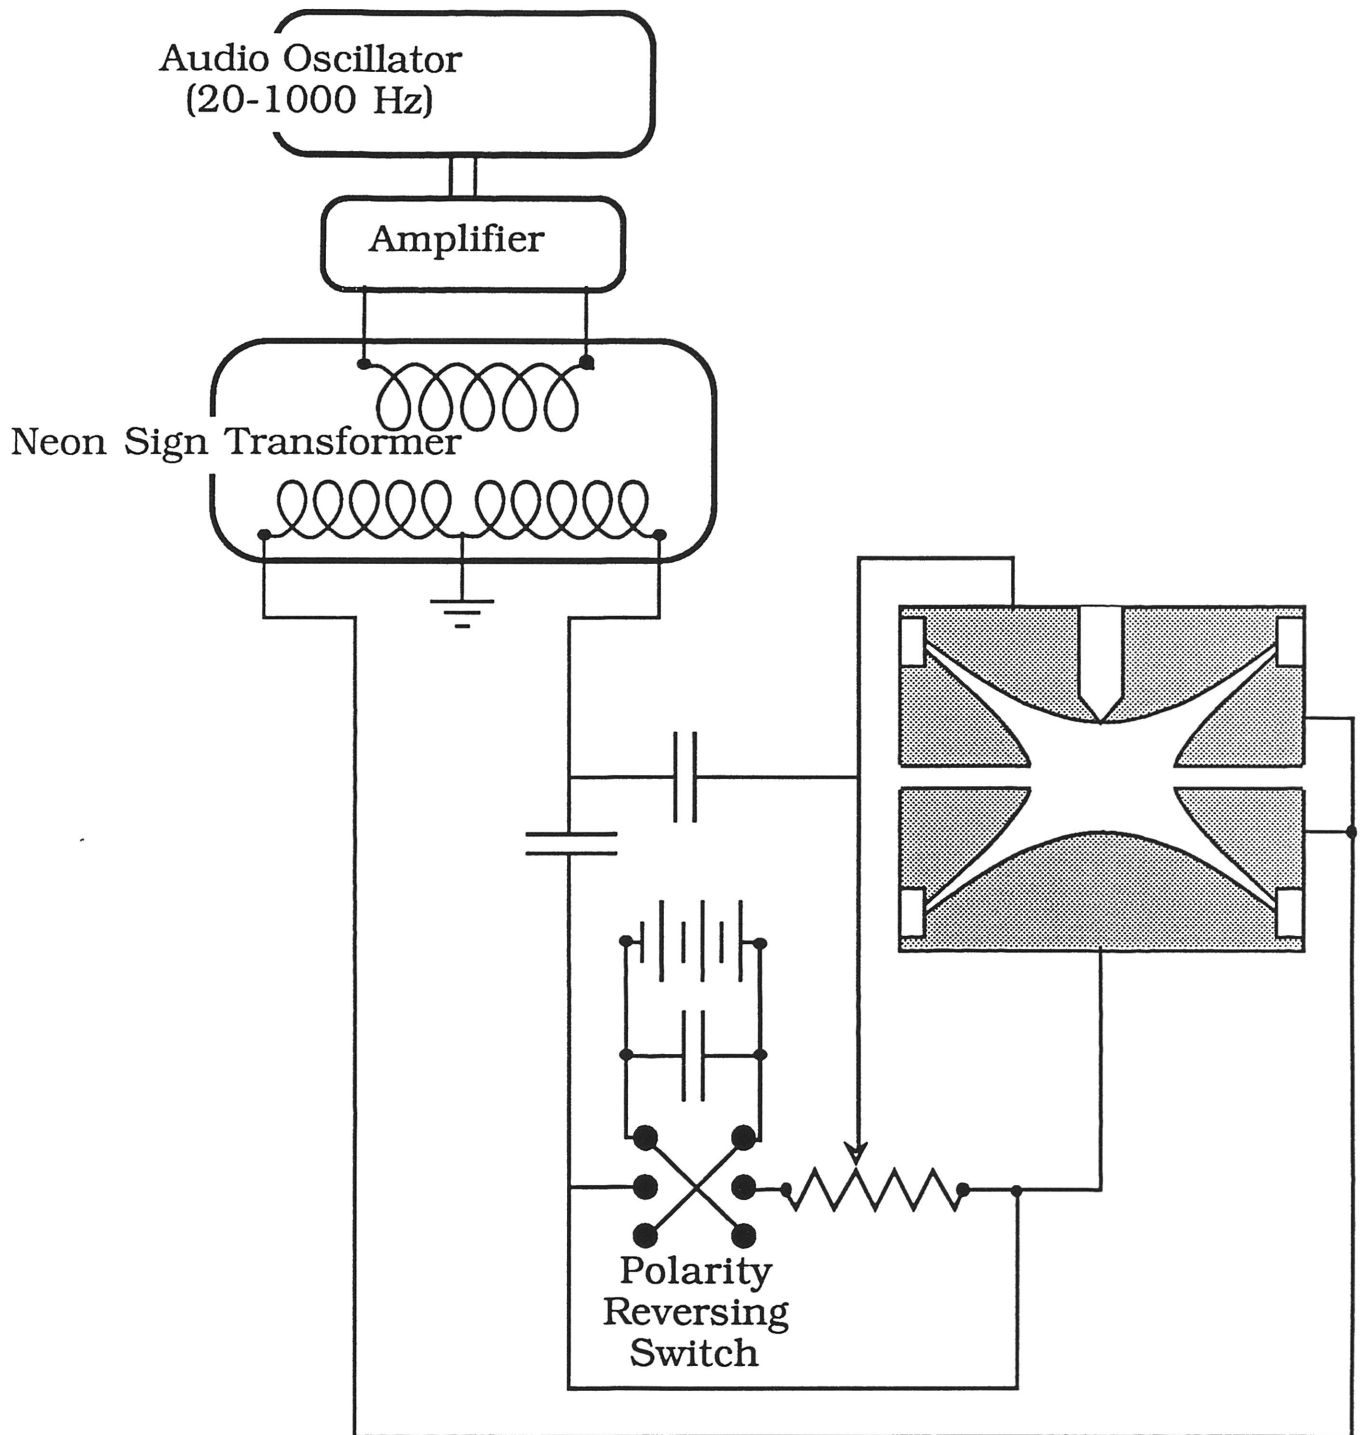 Audio Oscillator
(20-1000 Hz)
Amplifier
Neon Sign Transformer
Polarity
Reversing
Switch